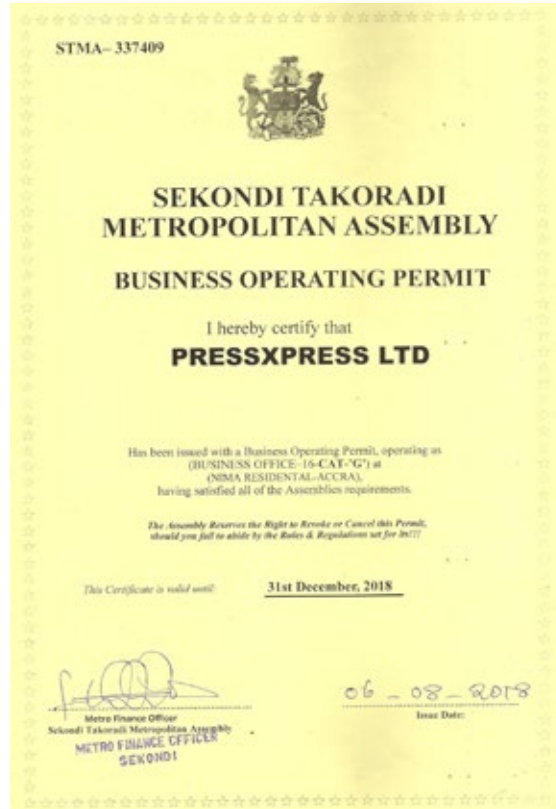 STMA– 337409
SEKONDI TAKORADI
METROPOLITAN ASSEMBLY
BUSINESS OPERATING PERMIT
I hereby certify that
PRESSXPRESS LTD
Has been issued with a Business Operating Permit, operating as
(BUSINESS OFFICE-16-CAT-'G') at
(NIMA RESIDENTAL-ACCRA),
having satisfied all of the Assemblies requirements.
The Assembly Reserves the Right to Revoke or Cancel this Permit,
should you fail to abide by the Rules & Regulations set for
This Certificate is valid until:
31st December, 2018
06 - 08 - 2018
Metro Finance Officer
Issue Date:
Sekondi Takoradi Metropolitan Assembly
METRO FINANCE OFFICER
SEKONDI